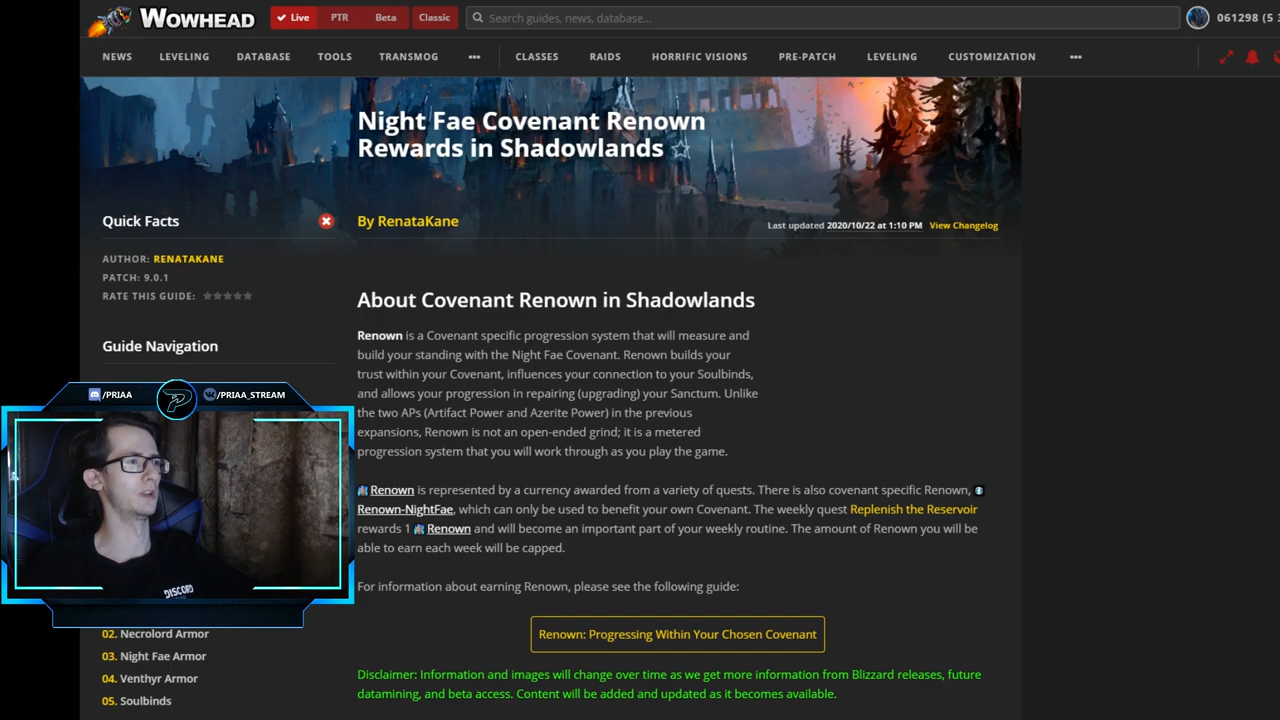 WOWHEAD
Live PTR Beta Classic
Search guides, news, database...
061298 (5
NEWS LEVELING DATABASE TOOLS TRANSMOG ••• CLASSES RAIDS HORRIFIC VISIONS PRE-PATCH LEVELING CUSTOMIZATION •••
Night Fae Covenant Renown
Rewards in Shadowlands
Quick Facts
By RenataKane
Last updated 2020/10/22 at 1:10 PM View Changelog
AUTHOR: RENATAKANE
PATCH: 9.0.1
RATE THIS GUIDE:
Guide Navigation
About Covenant Renown in Shadowlands
Renown is a Covenant specific progression system that will measure and
build your standing with the Night Fae Covenant. Renown builds your
trust within your Covenant, influences your connection to your Soulbinds,
and allows your progression in repairing (upgrading) your Sanctum. Unlike
the two APs (Artifact Power and Azerite Power) in the previous
expansions, Renown is not an open-ended grind; it is a metered
progression system that you will work through as you play the game.
Renown is represented by a currency awarded from a variety of quests. There is also covenant specific Renown,
Renown-NightFae, which can only be used to benefit your own Covenant. The weekly quest Replenish the Reservoir
rewards 1 Renown and will become an important part of your weekly routine. The amount of Renown you will be
able to earn each week will be capped.
For information about earning Renown, please see the following guide:
Renown: Progressing Within Your Chosen Covenant
Disclaimer: Information and images will change over time as we get more information from Blizzard releases, future
datamining, and beta access. Content will be added and updated as it becomes available.
/PRIAA
/PRIAA_STREAM
DISCORD
02. Necrolord Armor
03. Night Fae Armor
04. Venthyr Armor
05. Soulbinds